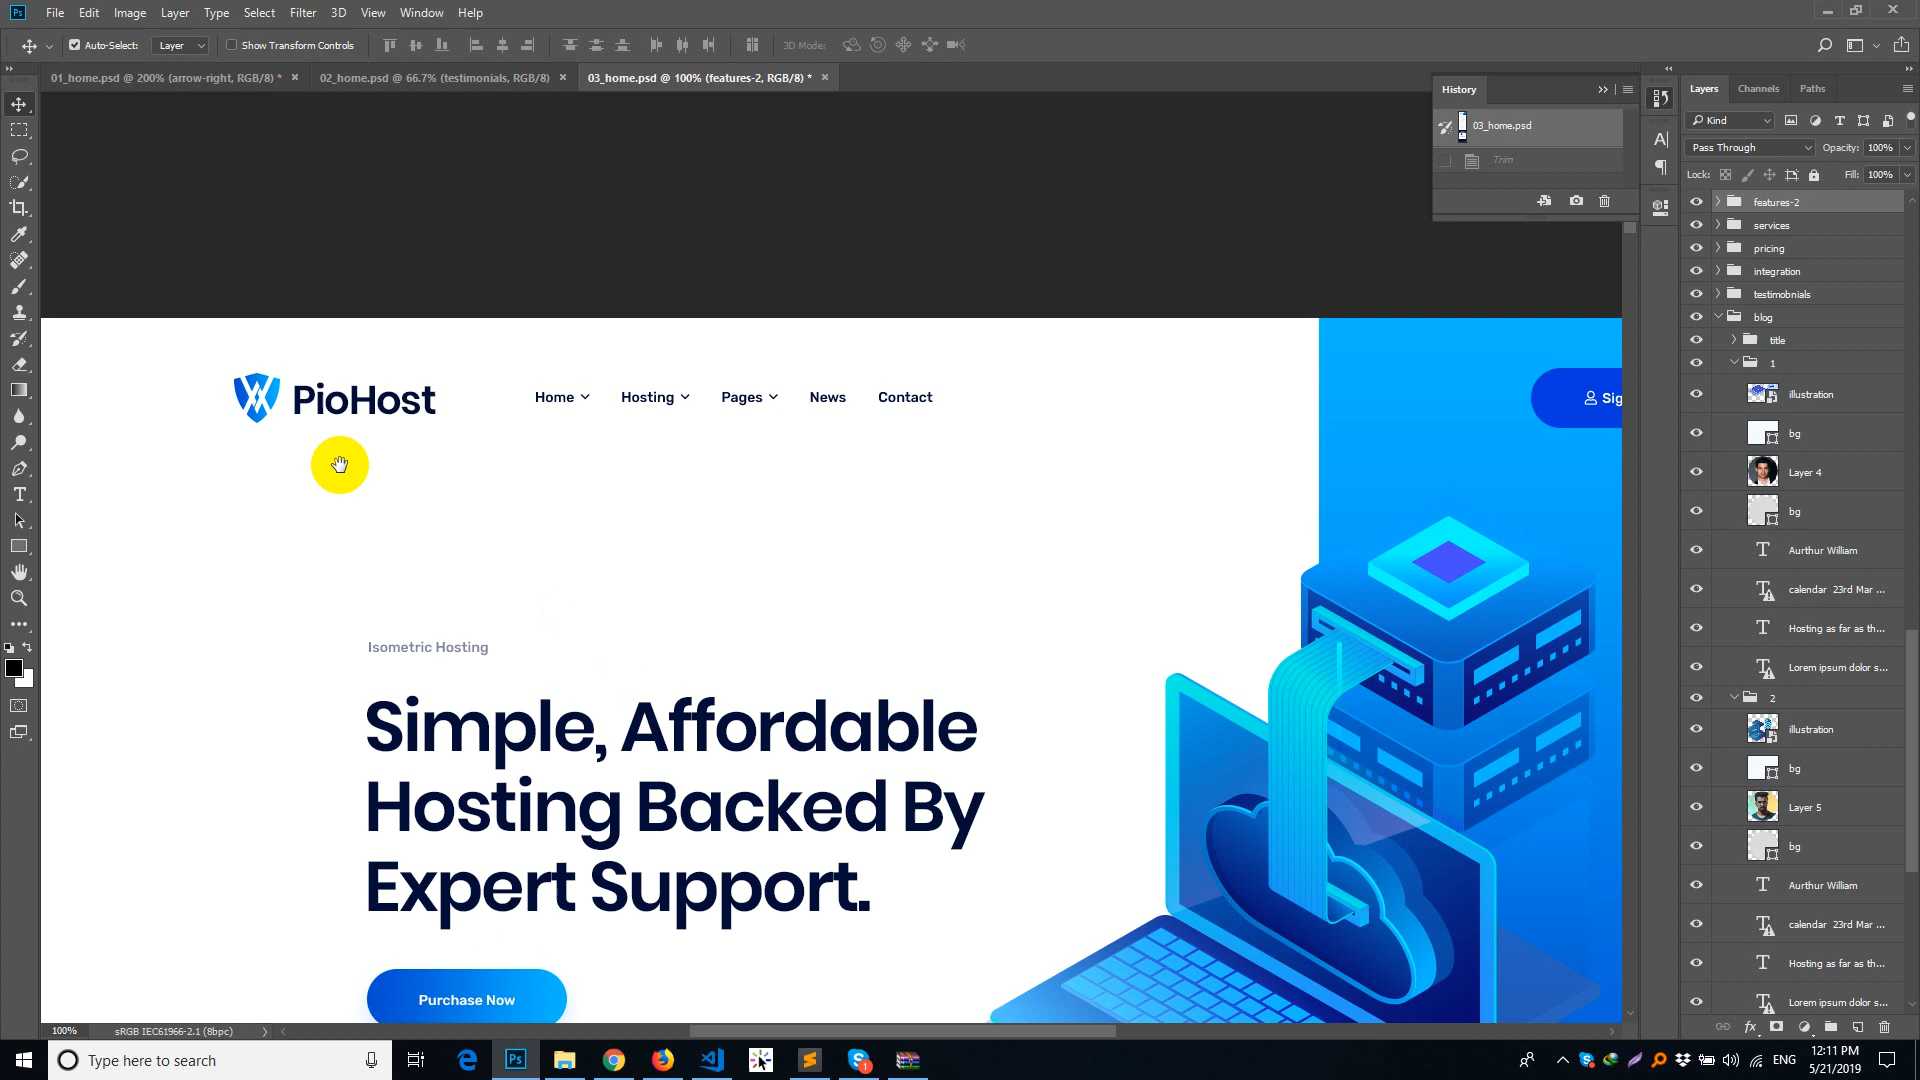 Ps File Edit Image Layer Type Select Filter 3D View Window Help
Auto-Select: Layer Show Transform Controls 3D Mode:
01_home.psd @ 200% (arrow-right, RGB/8) * 02_home.psd @ 66.7% (testimonials, RGB/8) 03_home.psd @ 100% (features-2, RGB/8) *
History
03_home.psd
Trim
Layers Channels Paths
Kind
Pass Through Opacity: 100%
Lock: Fill: 100%
features-2
services
pricing
integration
testimobnials
blog
title
1
illustration
bg
Layer 4
bg
Aurthur William
calendar 23rd Mar ...
Hosting as far as th...
Lorem ipsum dolor s...
2
illustration
bg
Layer 5
bg
Aurthur William
calendar 23rd Mar ...
Hosting as far as th...
Lorem ipsum dolor s...
PioHost Home Hosting Pages News Contact Sig
Isometric Hosting
Simple, Affordable
Hosting Backed By
Expert Support.
Purchase Now
100% sRGB IEC61966-2.1 (8bpc)
Type here to search
ENG
12:11 PM
5/21/2019